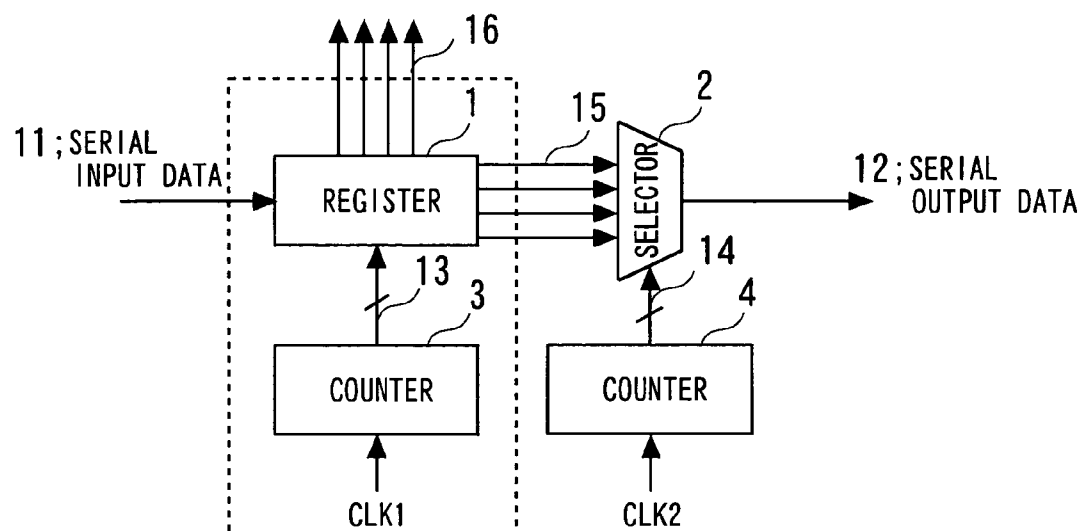 16
1
15
2
11;SERIAL
INPUT DATA
REGISTER
SELECTOR
12;SERIAL
OUTPUT DATA
13
3
14
4
COUNTER
COUNTER
CLK1
CLK2